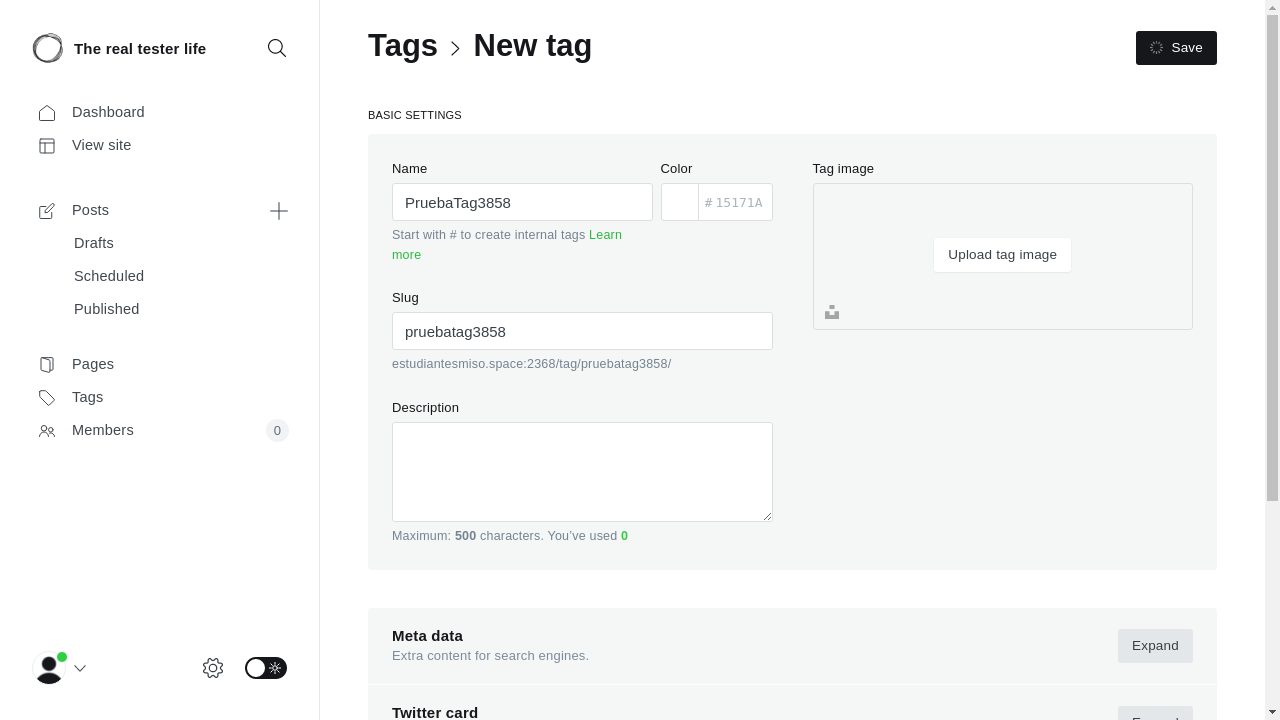 The real tester life
Dashboard
View site
Posts
Drafts
Scheduled
Published
Pages
Tags
Members
0
Tags
New tag
Save
BASIC SETTINGS
Name
PruebaTag3858
Start with # to create internal tags Learn
more
Color
# 15171A
Slug
pruebatag3858
estudiantesmiso.space:2368/tag/pruebatag3858/
Description
Maximum: 500 characters. You’ve used 0
Tag image
Upload tag image
Meta data
Extra content for search engines.
Expand
Twitter card
Expand